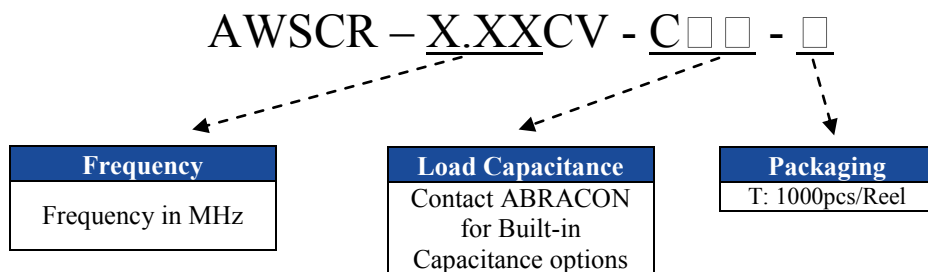 AWSCR – X.XXCV - C□□ - □
Frequency
Frequency in MHz
Load Capacitance
Contact ABRACON
for Built-in
Capacitance options
Packaging
T: 1000pcs/Reel